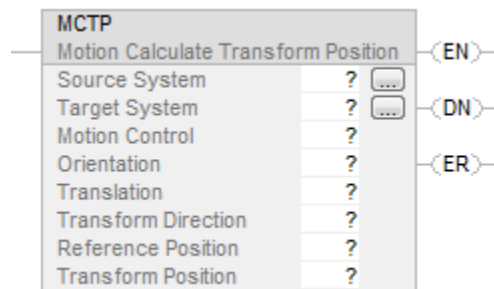 MCTP
Motion Calculate Transform Position (EN)
Source System ? ...
Target System ? ... (DN)
Motion Control ?
Orientation ? (ER)
Translation ?
Transform Direction ?
Reference Position ?
Transform Position ?